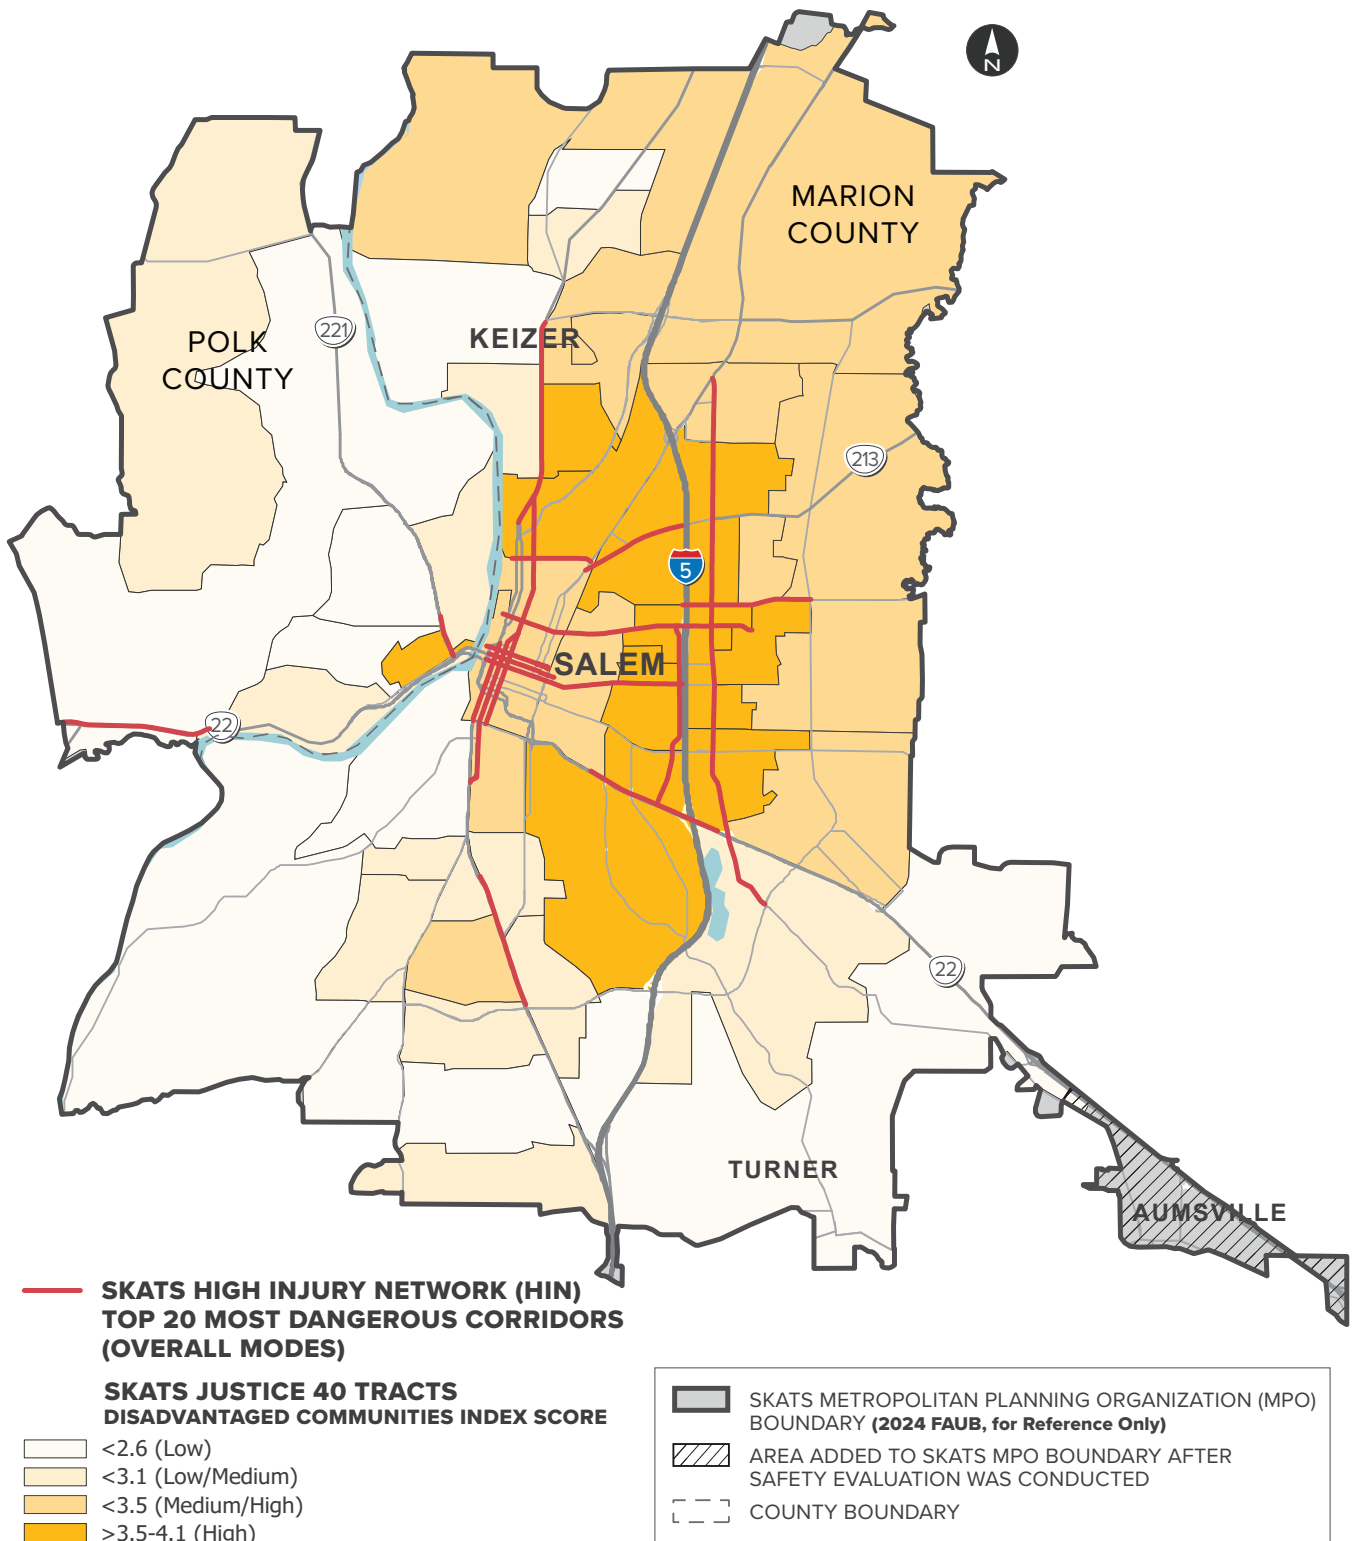 N
MARION
COUNTY
221
KEIZER
POLK
COUNTY
213
5
SALEM
22
22
TURNER
AUMSVILLE
SKATS HIGH INJURY NETWORK (HIN)
TOP 20 MOST DANGEROUS CORRIDORS
(OVERALL MODES)
SKATS JUSTICE 40 TRACTS
DISADVANTAGED COMMUNITIES INDEX SCORE
<2.6 (Low)
<3.1 (Low/Medium)
<3.5 (Medium/High)
>3.5-4.1 (High)
SKATS METROPOLITAN PLANNING ORGANIZATION (MPO)
BOUNDARY (2024 FAUB, for Reference Only)
AREA ADDED TO SKATS MPO BOUNDARY AFTER
SAFETY EVALUATION WAS CONDUCTED
COUNTY BOUNDARY